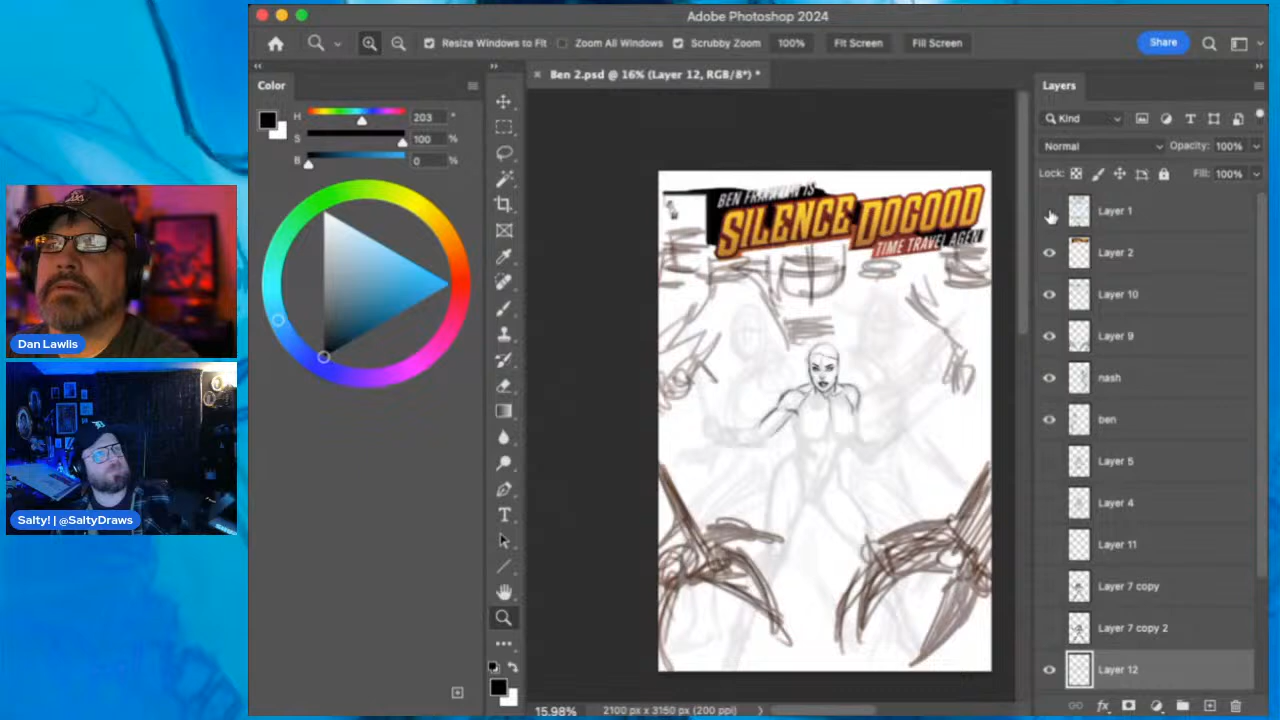 Adobe Photoshop 2024
Resize Windows to Fit
Zoom All Windows
Scrubby Zoom
100%
Fit Screen
Fill Screen
Share
Color
Ben 2.psd @ 16% (Layer 12, RGB/8*) *
Layers
H 203 °
S 100 %
B 0 %
Kind
Normal
Opacity: 100%
Lock:
Fill: 100%
BEN FRANKLIN IS
SILENCE DOGOOD
TIME TRAVEL AGENT
Layer 1
Layer 2
Layer 10
Layer 9
nash
ben
Layer 5
Layer 4
Layer 11
Layer 7 copy
Layer 7 copy 2
Layer 12
Dan Lawlis
Salty! | @SaltyDraws
15.98%
2100 px x 3150 px (200 ppi)